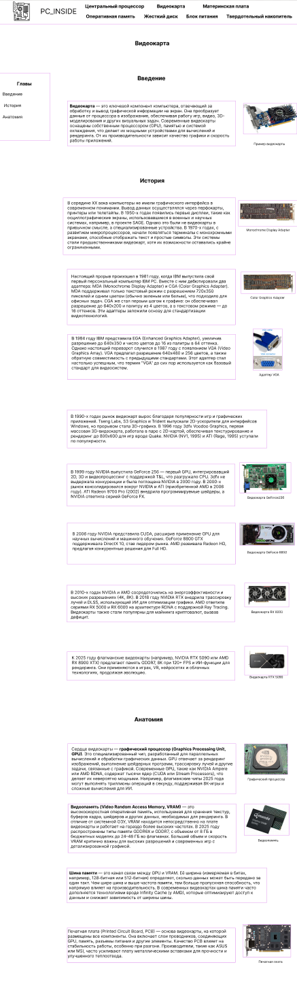 PC_INSIDE
Центральный процессор Видеокарта Материнская плата
Оперативная память Жесткий диск Блок питания Твердотельный накопитель
Видеокарта
Главы
Введение
История
Анатомия
Введение
Видеокарта — это ключевой компонент компьютера, отвечающий за
обработку и вывод графической информации на экран. Она преобразует
данные от процессора в изображение, обеспечивая работу игр, видео, 3D-
моделирования и других визуальных задач. Современные видеокарты
оснащены собственным процессором (GPU), памятью и системой
охлаждения, что делает их мощными устройствами для вычислений и
рендеринга. От их производительности зависит качество графики и скорость
работы приложений.
Пример видеокарты
История
В середине XX века компьютеры не имели графического интерфейса в
современном понимании. Вывод данных осуществлялся через перфокарты,
принтеры или телетайпы. В 1950-х годах появились первые дисплеи, такие как
осциллографические экраны, использовавшиеся в военных и научных
системах, например, в проекте SAGE. Однако это были не видеокарты в
привычном смысле, а специализированные устройства. В 1970-х годах, с
развитием микропроцессоров, начали появляться терминалы с монохромными
экранами, способные отображать текст и простые символы. Эти системы
стали предшественниками видеокарт, хотя их возможности оставались крайне
ограниченными.
Monochrome Display Adapter
Настоящий прорыв произошел в 1981 году, когда IBM выпустила свой
первый персональный компьютер IBM PC. Вместе с ним дебютировали два
адаптера: MDA (Monochrome Display Adapter) и CGA (Color Graphics Adapter).
MDA поддерживал только текстовый режим с разрешением 720x350
пикселей и одним цветом (обычно зеленым или белым), что подходило для
офисных задач. CGA же стал первым шагом к графике: он обеспечивал
разрешение до 640x200 и палитру из 4 цветов, а в текстовом режиме — до
16 оттенков. Эти адаптеры заложили основу для стандартизации
видеотехнологий.
Color Graphics Adapter
В 1984 году IBM представила EGA (Enhanced Graphics Adapter), увеличив
разрешение до 640x350 и число цветов до 16 из палитры в 64 оттенка.
Однако настоящий переворот случился в 1987 году с появлением VGA (Video
Graphics Array). VGA предлагал разрешение 640x480 и 256 цветов, а также
обратную совместимость с предыдущими стандартами. Этот адаптер стал
настолько успешным, что термин "VGA" до сих пор используется как базовый
стандарт для видеосистем.
Адаптер VGA
В 1990-х годах рынок видеокарт вырос благодаря популярности игр и графических
приложений. Tseng Labs, S3 Graphics и Trident выпускали 2D-ускорители для интерфейсов
Windows, но прорывом стала 3D-графика. В 1996 году 3dfx Voodoo Graphics, первая
массовая 3D-видеокарта, работала в паре с 2D-картой, обеспечивая текстурирование и
рендеринг до 800x600 для игр вроде Quake. NVIDIA (NV1, 1995) и ATI (Rage, 1995) уступали
по популярности.
В 1999 году NVIDIA выпустила GeForce 256 — первый GPU, интегрировавший
2D, 3D и видеопроцессинг с поддержкой T&L, что разгружало CPU. 3dfx не
выдержала конкуренции и была поглощена NVIDIA в 2000 году. В 2000-х
рынок консолидировался вокруг NVIDIA и ATI (приобретенной AMD в 2006
году). ATI Radeon 9700 Pro (2002) внедрила программируемые шейдеры, а
NVIDIA ответила серией GeForce FX.
Видеокарта GeForce256
В 2006 году NVIDIA представила CUDA, расширив применение GPU для
научных вычислений и машинного обучения. GeForce 8800 GTX
поддерживала DirectX 10, став лидером рынка. AMD развивала Radeon HD,
предлагая конкурентные решения для Full HD.
Видеокарта GeForce 8800
В 2010-х годах NVIDIA и AMD сосредоточились на энергоэффективности и
высоких разрешениях (4K, 8K). В 2018 году NVIDIA RTX внедрила трассировку
лучей и DLSS, использующий ИИ для оптимизации графики. AMD ответила
сериями RX 5000 и RX 6000 на архитектуре RDNA с поддержкой Ray Tracing.
Видеокарты также стали популярны для майнинга криптовалют, вызвав
дефицит.
Видеокарта RX 6000
К 2025 году флагманские видеокарты (например, NVIDIA RTX 5090 или AMD
RX 8900 XTX) предлагают память GDDR7, 8K при 120+ FPS и ИИ-функции для
рендеринга. Они применяются в играх, VR, нейросетях и облачных
технологиях, продолжая эволюцию.
Видеокарта RTX 5090
Анатомия
Сердце видеокарты — графический процессор (Graphics Processing Unit,
GPU). Это специализированный чип, разработанный для параллельных
вычислений и обработки графических данных. GPU отвечает за рендеринг
изображений, выполнение шейдерных программ, трассировку лучей и другие
задачи, связанные с графикой. Современные GPU, такие как NVIDIA Ampere
или AMD RDNA, содержат тысячи ядер (CUDA или Stream Processors), что
делает их невероятно мощными. Например, флагманские чипы 2025 года
могут выполнять триллионы операций в секунду, поддерживая 8K-игры и
сложные вычисления для ИИ.
Графический процессор
Видеопамять (Video Random Access Memory, VRAM) — это
высокоскоростная оперативная память, используемая для хранения текстур,
буферов кадров, шейдеров и других данных, необходимых для рендеринга.
В отличие от системной ОЗУ, VRAM находится непосредственно на плате
видеокарты и работает на гораздо более высоких частотах. В 2025 году
распространены типы памяти GDDR6X и GDDR7, с объемом от 8 ГБ в
бюджетных моделях до 24-48 ГБ во флагманах. Больший объем и скорость
VRAM критично важны для высоких разрешений и современных игр с
детализированной графикой.
Видеопамять
Шина памяти — это канал связи между GPU и VRAM. Её ширина (измеряемая в битах,
например, 128-битная или 512-битная) определяет, сколько данных может быть передано за
один такт. Чем шире шина и выше частота памяти, тем больше пропускная способность, что
напрямую влияет на производительность. В современных видеокартах шина памяти часто
дополняется технологиями вроде Infinity Cache (у AMD), которые оптимизируют доступ к
данным и снижают зависимость от ширины шины.
Печатная плата (Printed Circuit Board, PCB) — основа видеокарты, на которой
размещены все компоненты. Она включает слои проводников, соединяющих
GPU, память, разъемы питания и другие элементы. Качество PCB влияет на
стабильность работы, особенно при разгоне. Производители, такие как ASUS
или MSI, часто усиливают плату металлическими вставками для прочности и
улучшенного теплоотвода.
Печатная плата